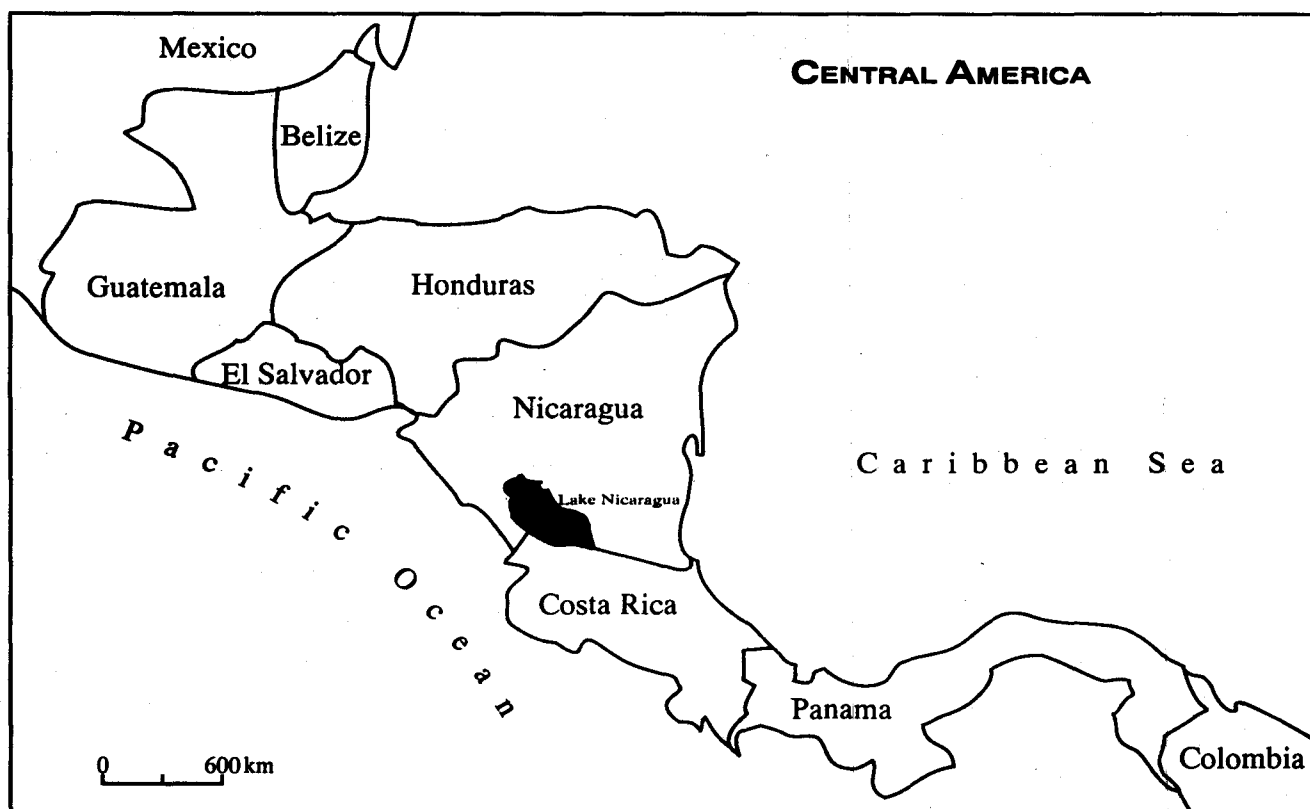 Mexico
CENTRAL AMERICA
Belize
Guatemala
Honduras
El Salvador
Nicaragua
Pacific Ocean
Caribbean Sea
Lake Nicaragua
Costa Rica
Panama
Colombia
0 600 km